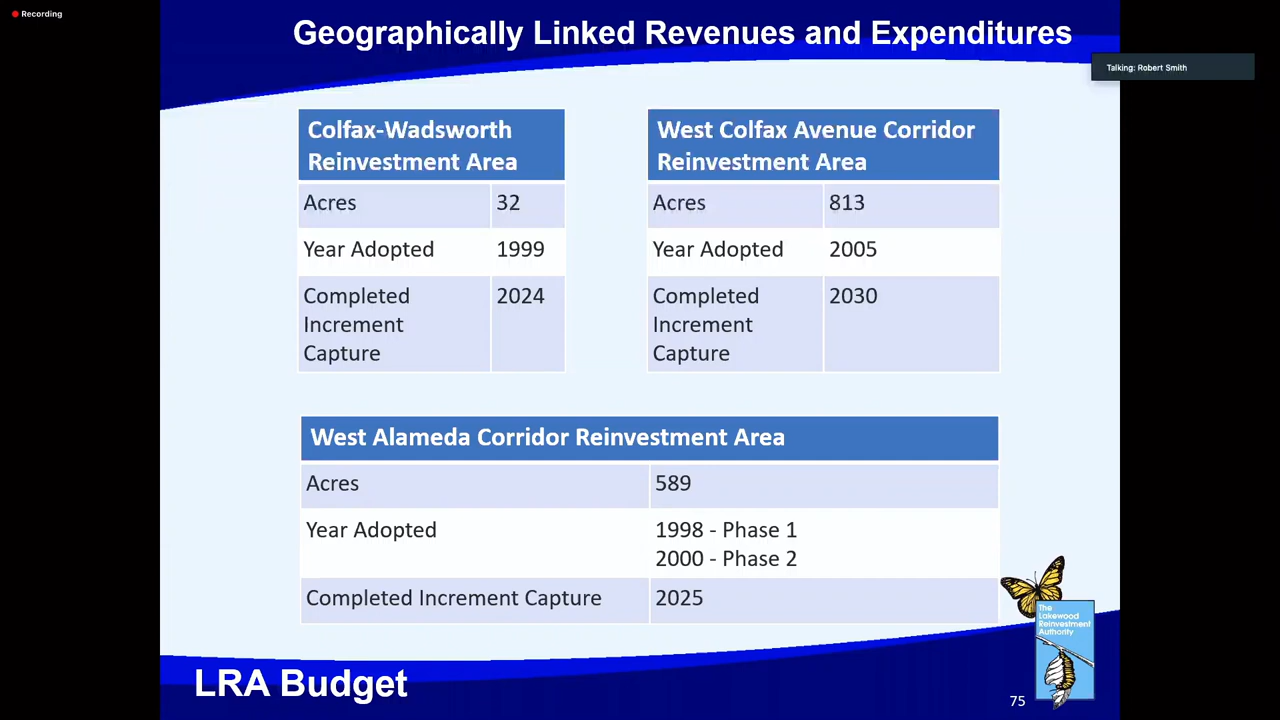 Recording
Geographically Linked Revenues and Expenditures
Talking: Robert Smith
Colfax-Wadsworth
Reinvestment Area
Acres 32
Year Adopted 1999
Completed 2024
Increment
Capture
West Colfax Avenue Corridor
Reinvestment Area
Acres 813
Year Adopted 2005
Completed 2030
Increment
Capture
West Alameda Corridor Reinvestment Area
Acres 589
Year Adopted 1998 - Phase 1
2000 - Phase 2
Completed Increment Capture 2025
The
Lakewood
Reinvestment
Authority
LRA Budget
75